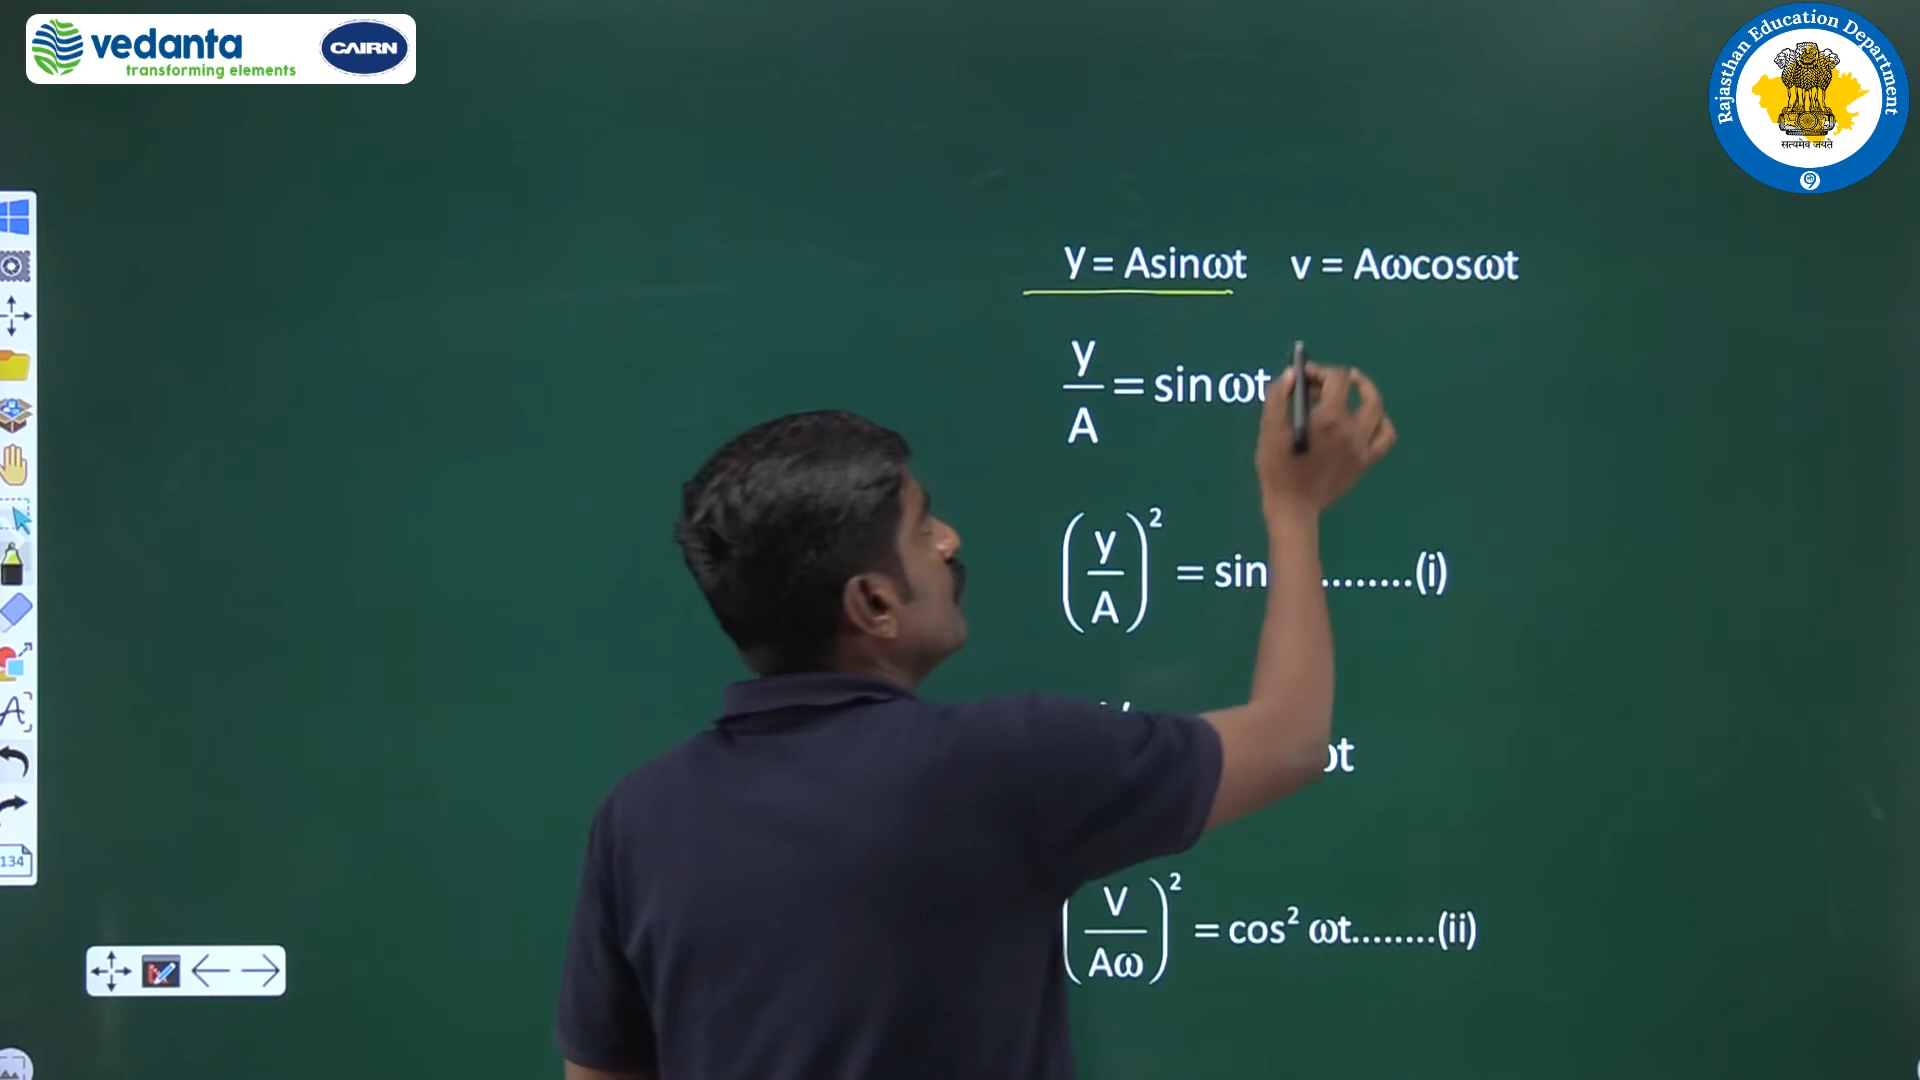 vedanta
transforming elements
CAIRN
Rajasthan Education Department
सत्यमेव जयते
y = Asinωt v = Aωcosωt
y/A = sinωt
(y/A)² = sin ........(i)
ωt
(v/Aω)² = cos² ωt........(ii)
134